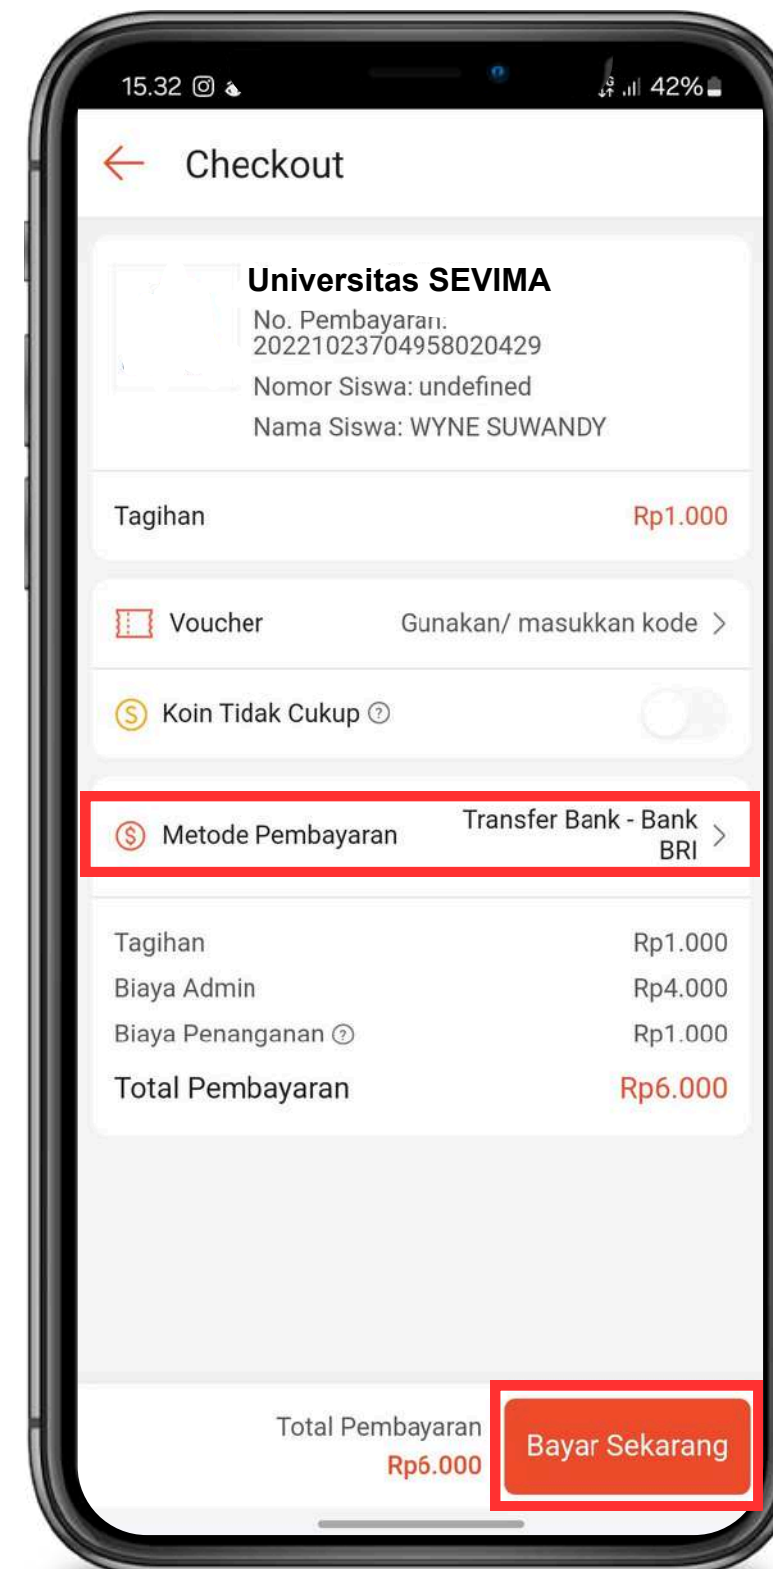 15.32
42%
Checkout
Universitas SEVIMA
No. Pembayaran:
20221023704958020429
Nomor Siswa: undefined
Nama Siswa: WYNE SUWANDY
Tagihan Rp1.000
Voucher Gunakan/ masukkan kode >
Koin Tidak Cukup ?
Metode Pembayaran Transfer Bank - Bank
BRI >
Tagihan Rp1.000
Biaya Admin Rp4.000
Biaya Penanganan ? Rp1.000
Total Pembayaran Rp6.000
Total Pembayaran
Rp6.000
Bayar Sekarang